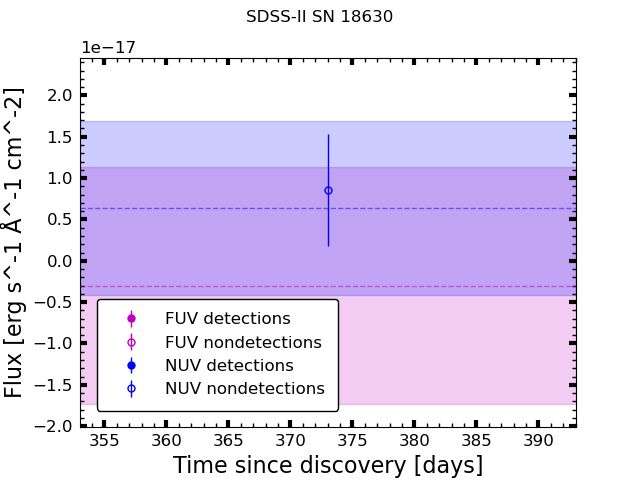 SDSS-II SN 18630
1e−17
2.0
1.5
1.0
0.5
0.0
−0.5
−1.0
−1.5
−2.0
Flux [erg s^-1 Å^-1 cm^-2]
FUV detections
FUV nondetections
NUV detections
NUV nondetections
355 360 365 370 375 380 385 390
Time since discovery [days]